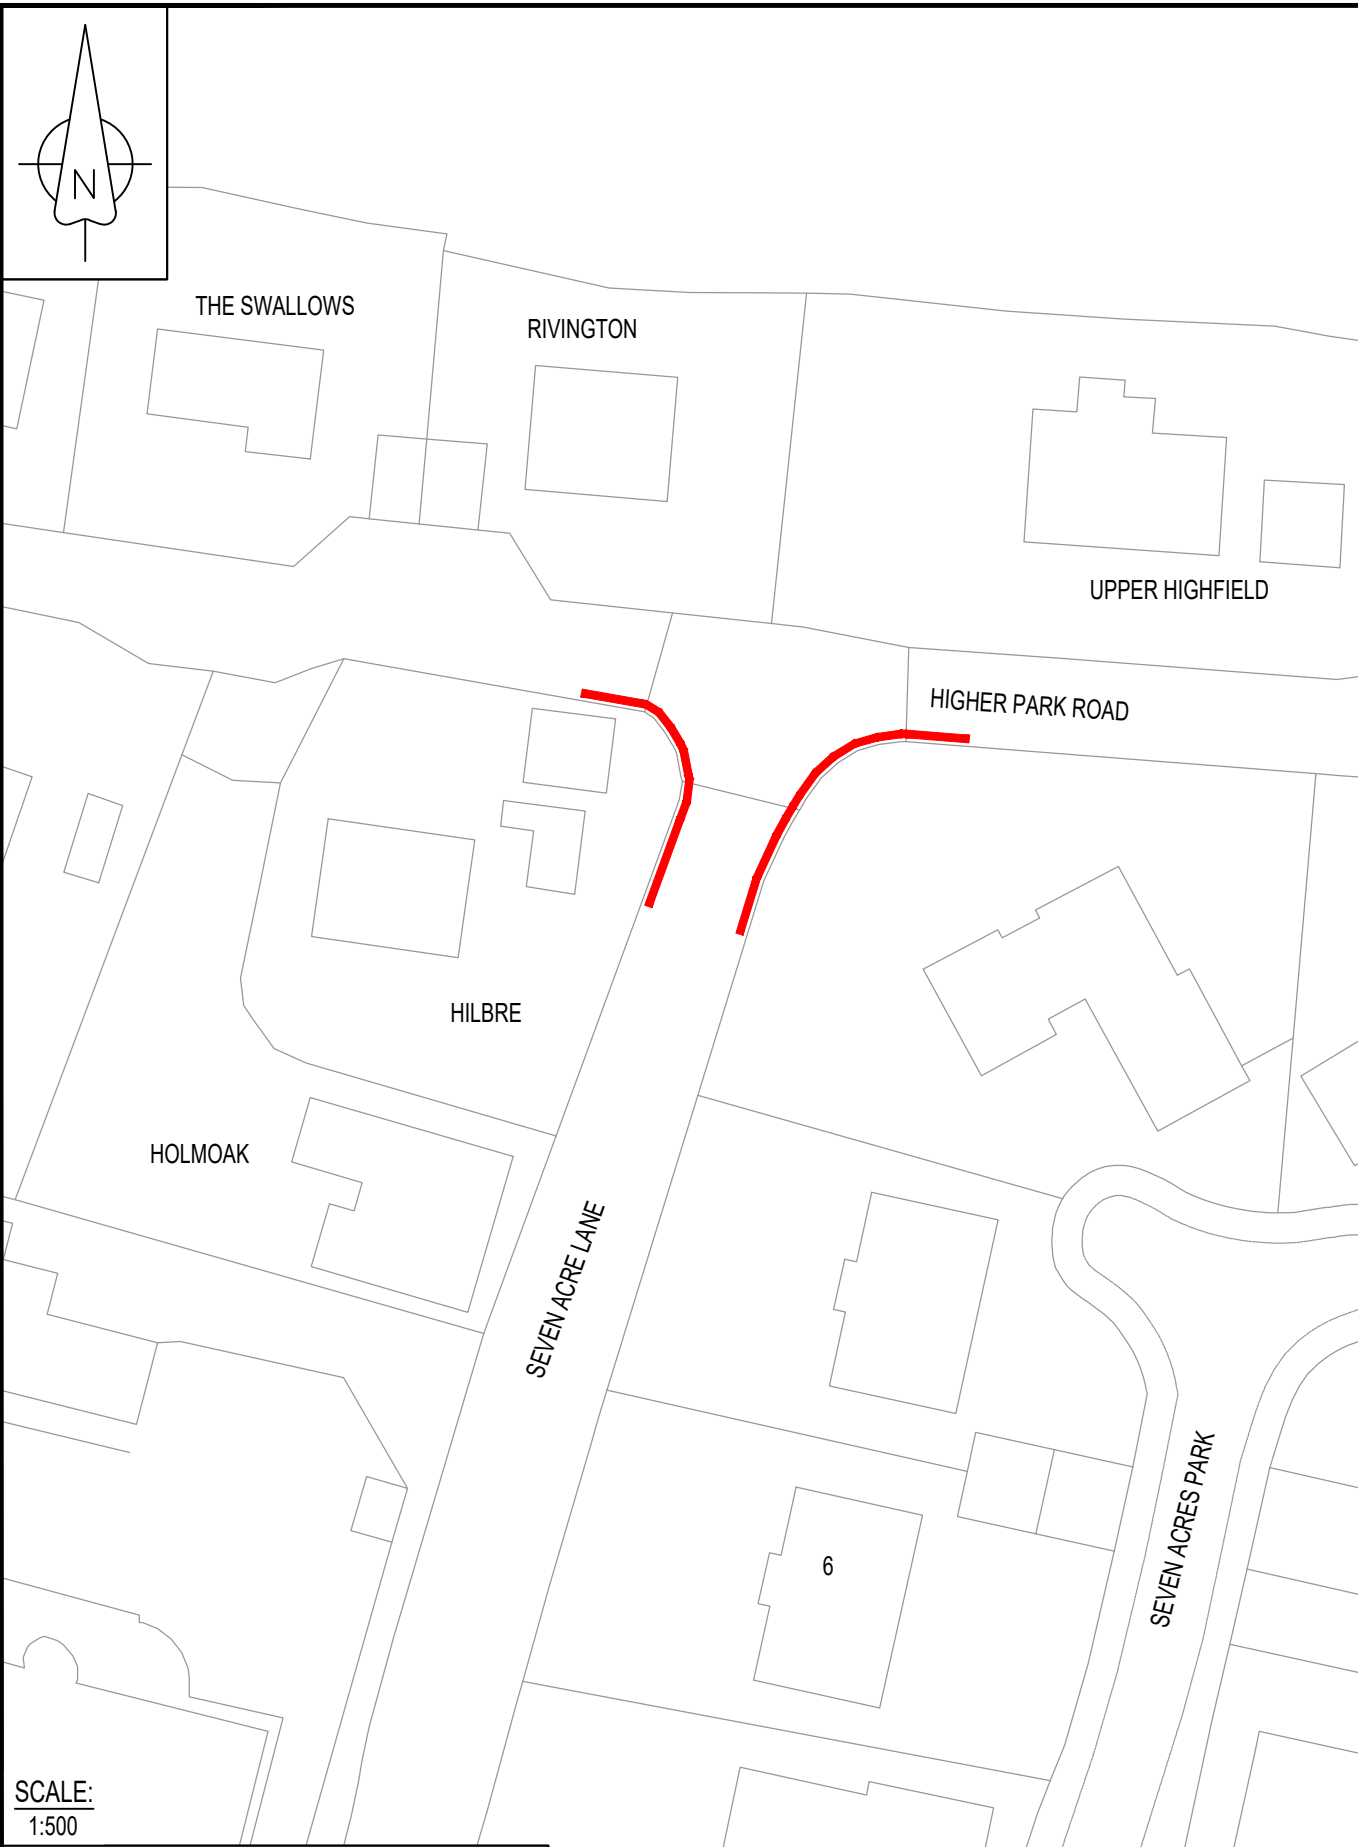 N
THE SWALLOWS
RIVINGTON
UPPER HIGHFIELD
HIGHER PARK ROAD
HILBRE
HOLMOAK
SEVEN ACRE LANE
SEVEN ACRES PARK
6
SCALE:
1:500